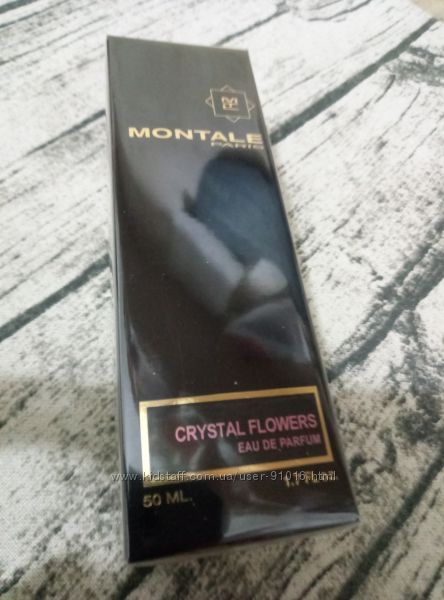 MONTALE
PARIS
CRYSTAL FLOWERS
EAU DE PARFUM
www.kidstaff.com.ua/user-91016.html
50 ML.